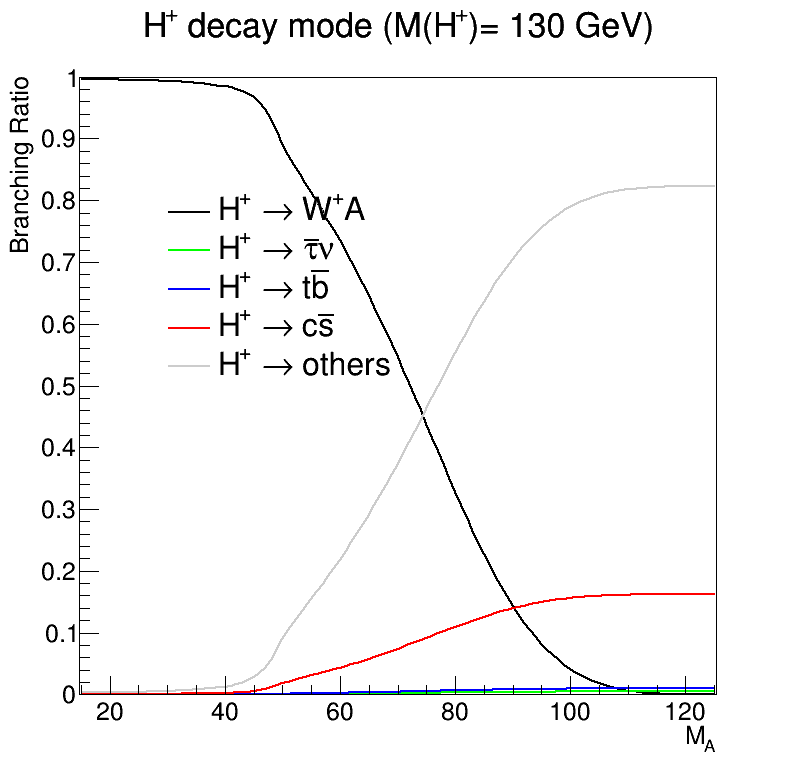 H⁺ decay mode (M(H⁺)= 130 GeV)
Branching Ratio
1
0.9
0.8
0.7
0.6
0.5
0.4
0.3
0.2
0.1
0
H⁺ → W⁺A
H⁺ → τ̅ν
H⁺ → tb̅
H⁺ → cs̅
H⁺ → others
20 40 60 80 100 120
M_A